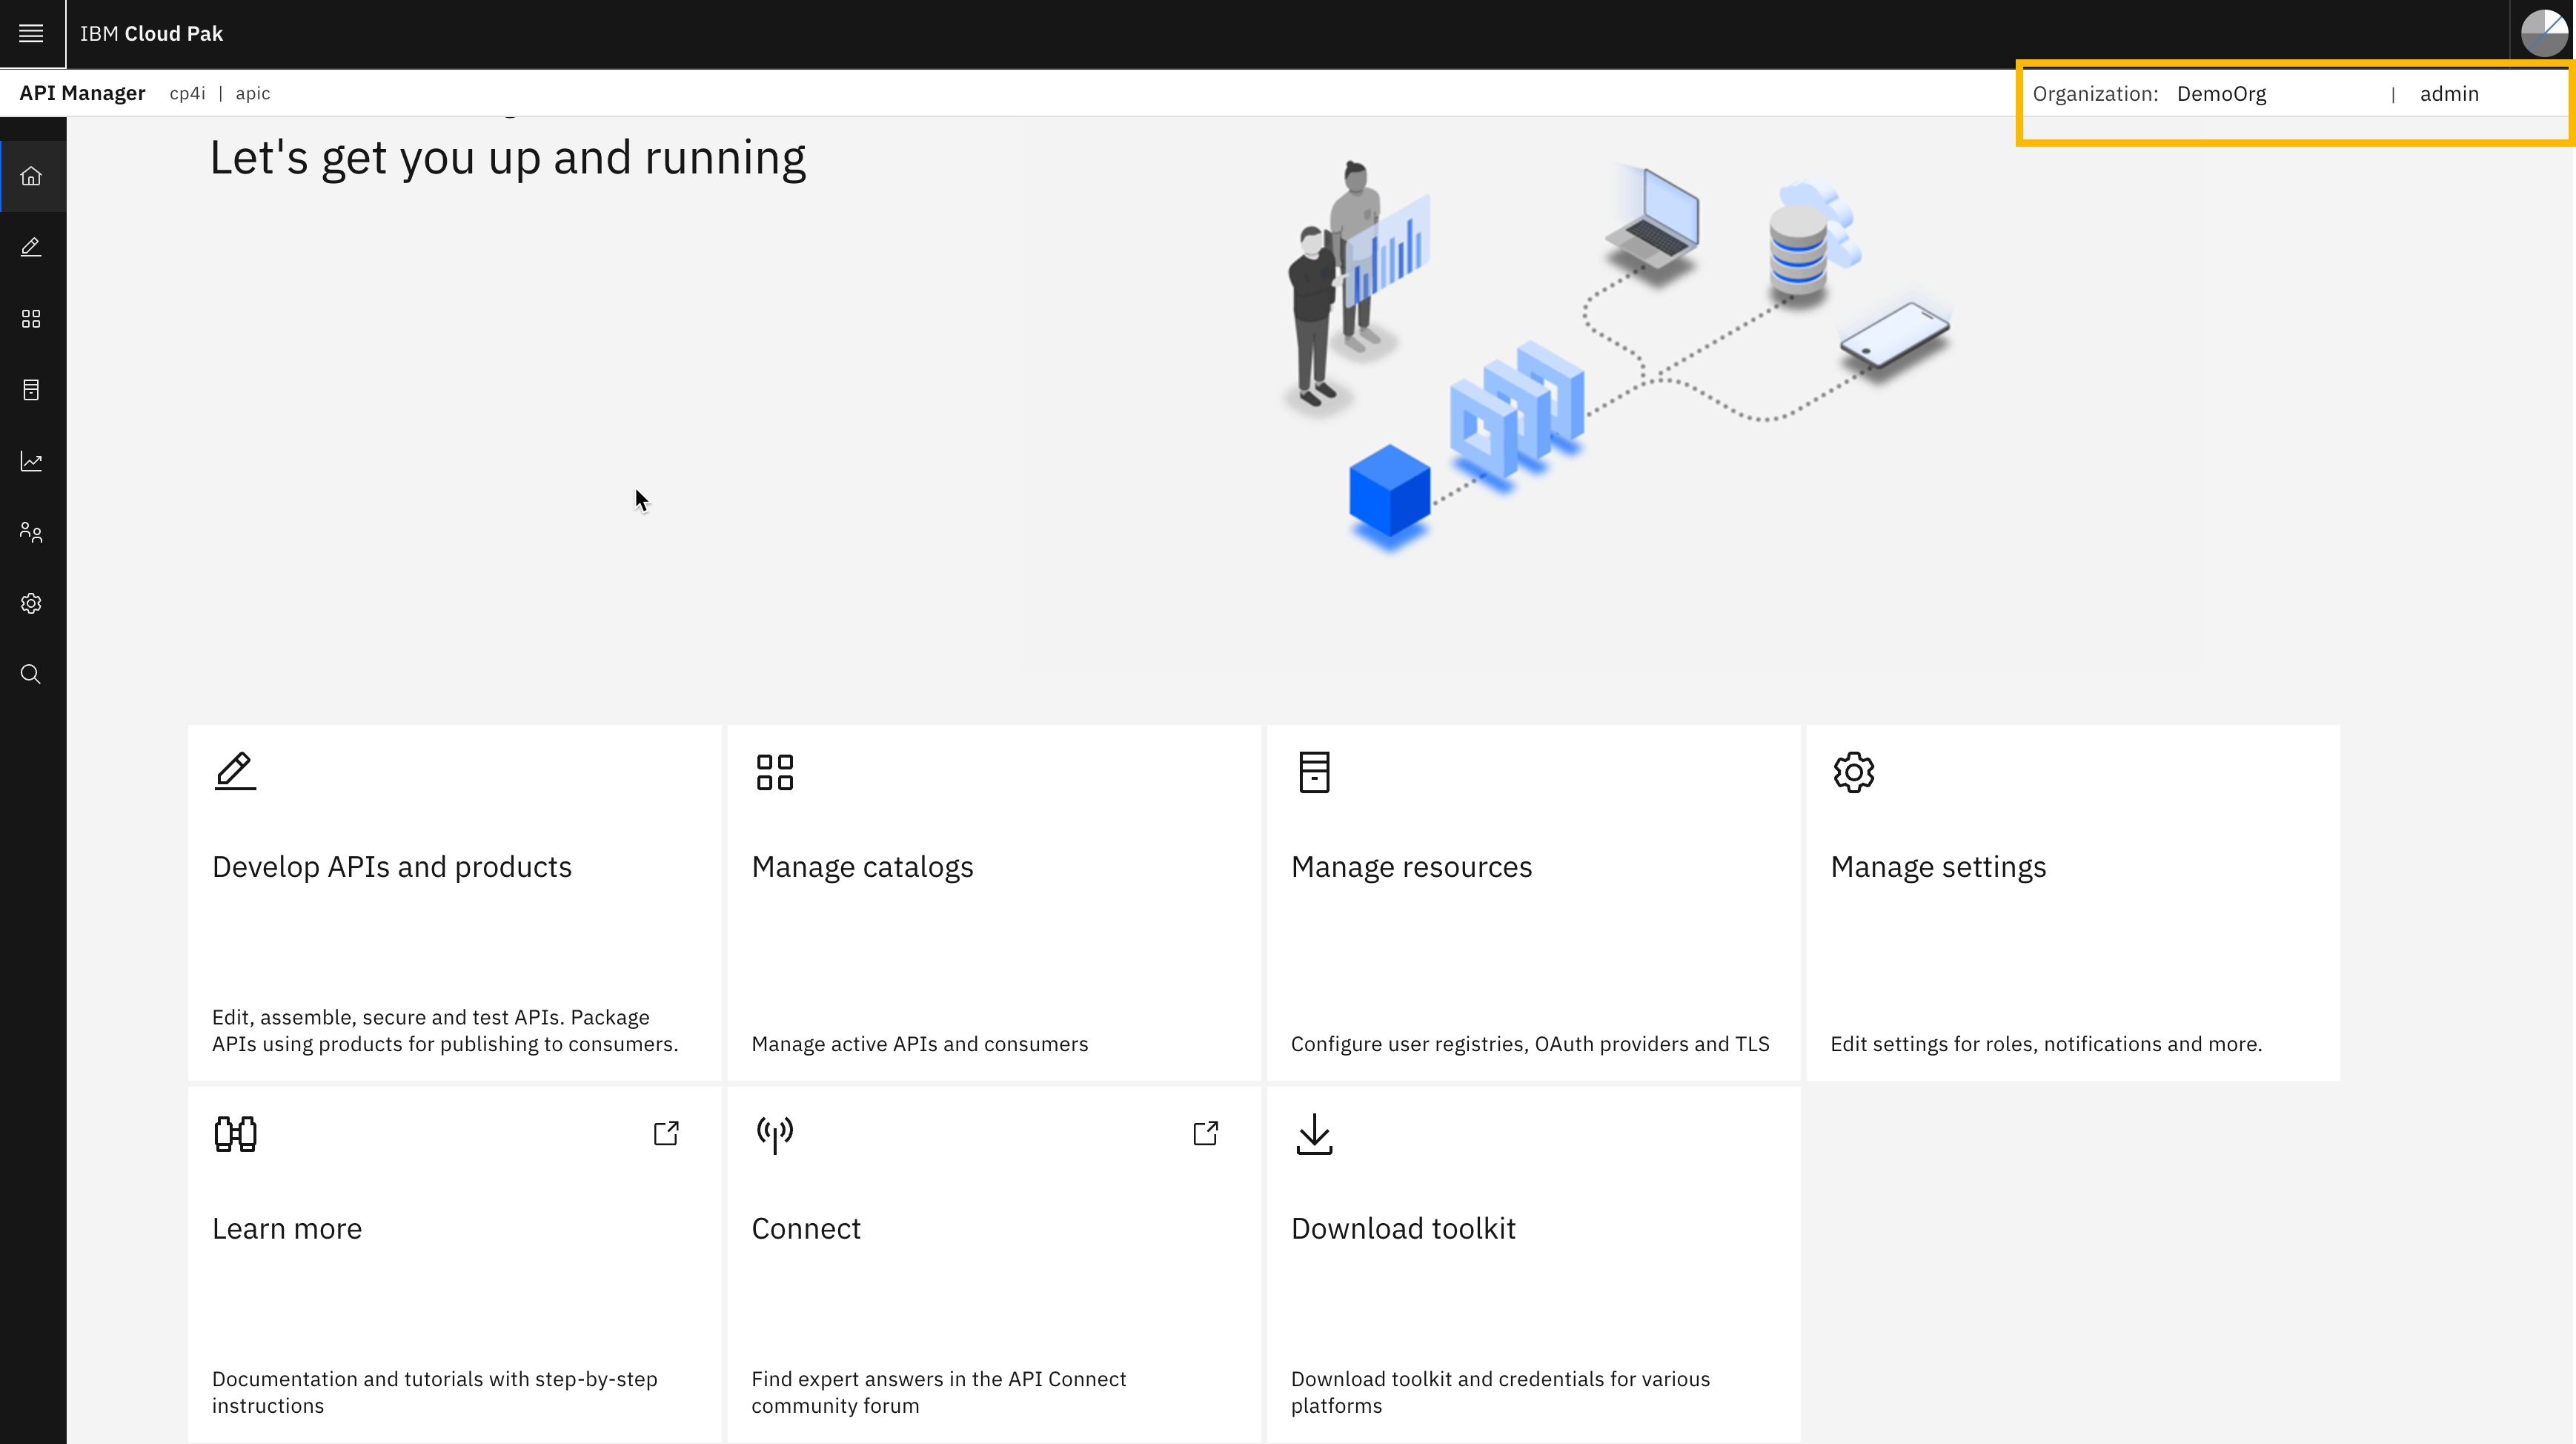 IBM Cloud Pak
API Manager cp4i | apic
Organization: DemoOrg | admin
Let's get you up and running
Develop APIs and products
Edit, assemble, secure and test APIs. Package
APIs using products for publishing to consumers.
Manage catalogs
Manage active APIs and consumers
Manage resources
Configure user registries, OAuth providers and TLS
Manage settings
Edit settings for roles, notifications and more.
Learn more
Documentation and tutorials with step-by-step
instructions
Connect
Find expert answers in the API Connect
community forum
Download toolkit
Download toolkit and credentials for various
platforms